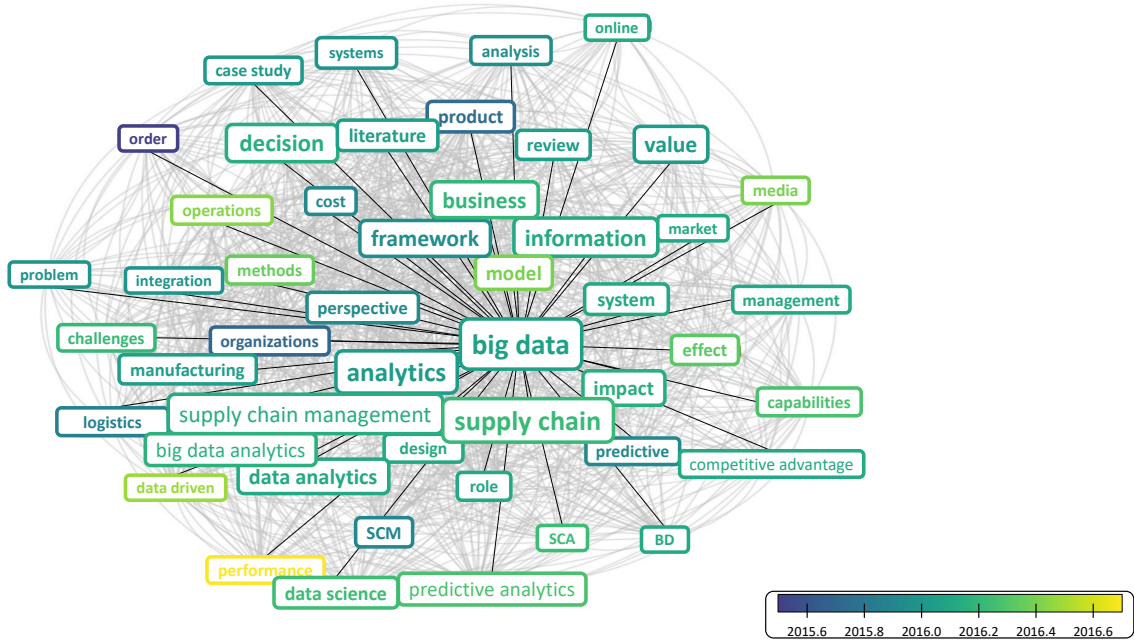 online
systems
analysis
case study
product
order
decision
literature
review
value
media
business
cost
operations
market
framework
information
methods
model
problem
integration
system
management
perspective
challenges
organizations
big data
effect
manufacturing
analytics
impact
capabilities
supply chain management
supply chain
logistics
big data analytics
design
predictive
competitive advantage
data analytics
data driven
role
SCM
SCA
BD
performance
data science
predictive analytics
2015.6 2015.8 2016.0 2016.2 2016.4 2016.6